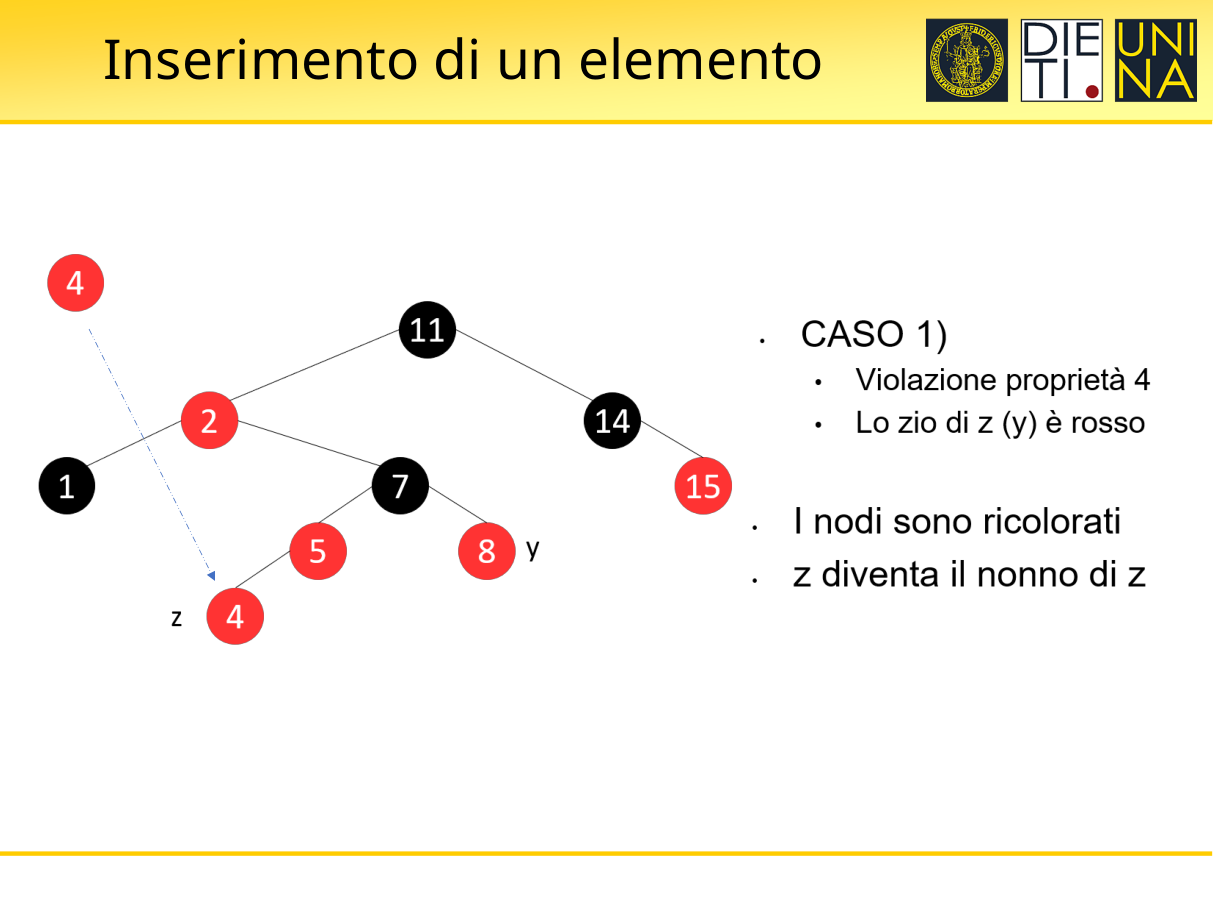 Inserimento di un elemento
DIE
TI.
UNI
NA
4
11
2
14
1
7
15
5
8
y
z
4
• CASO 1)
• Violazione proprietà 4
• Lo zio di z (y) è rosso
• I nodi sono ricolorati
• z diventa il nonno di z